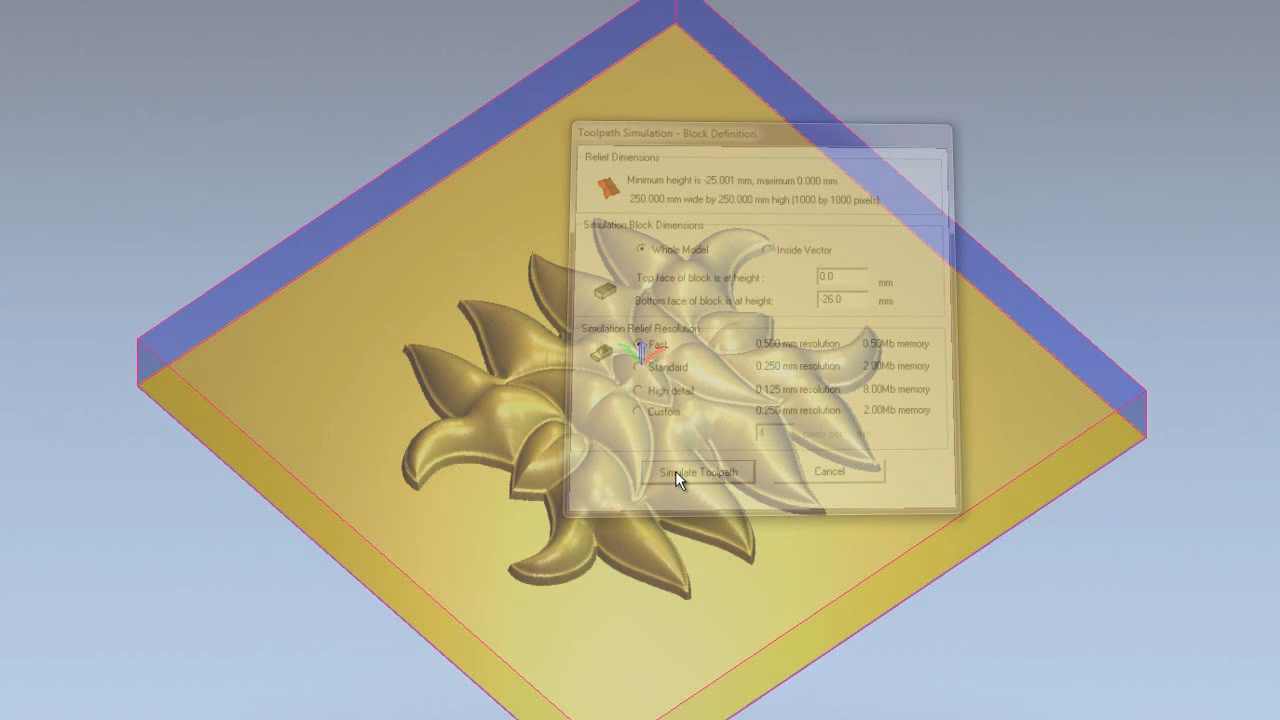 Toolpath Simulation - Block Definition
Relief Dimensions
Minimum height is -25.001 mm, maximum 0.000 mm
250.000 mm wide by 250.000 mm high (1000 by 1000 pixels)
Simulation Block Dimensions
Whole Model Inside Vector
Top face of block is at height : 0.0 mm
Bottom face of block is at height: -26.0 mm
Simulation Relief Resolution
Fast 0.500 mm resolution 0.50Mb memory
Standard 0.250 mm resolution 2.00Mb memory
High detail 0.125 mm resolution 8.00Mb memory
Custom 0.250 mm resolution 2.00Mb memory
4 pixels per mm
Simulate Toolpath Cancel